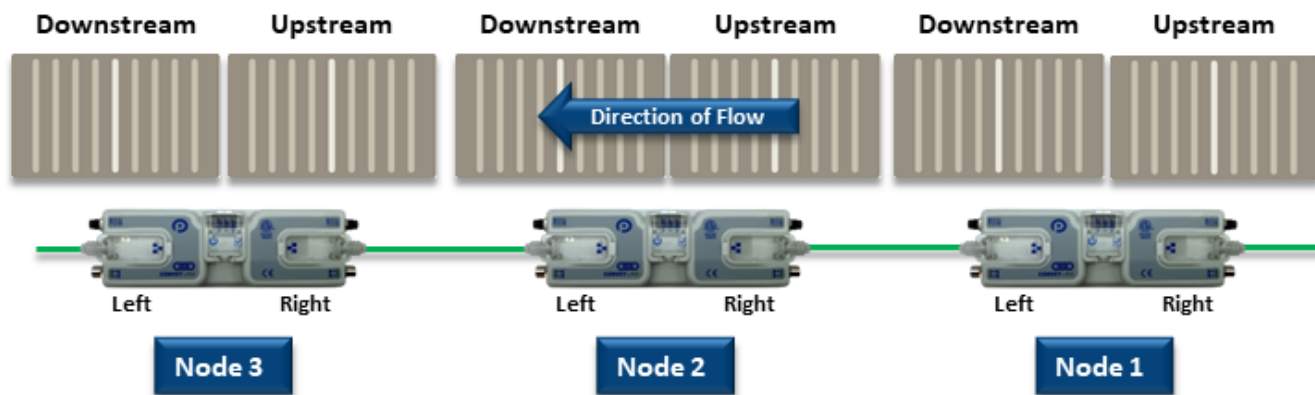 Downstream Upstream Downstream Upstream Downstream Upstream
Direction of Flow
Left Right Left Right Left Right
Node 3 Node 2 Node 1